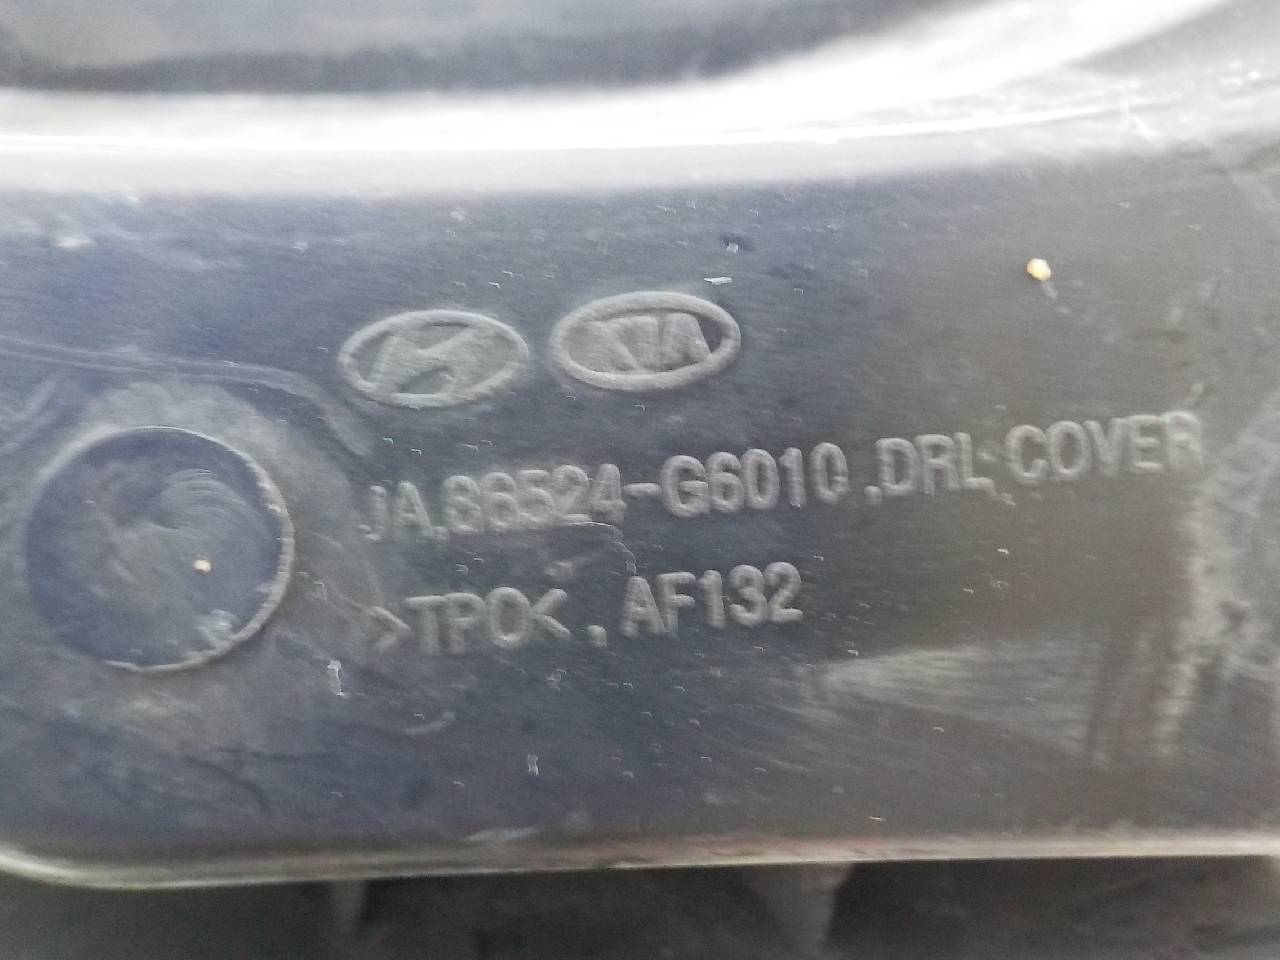 KIA
JA.86524-G6010 ,DRL COVER
>TPO< , AF132